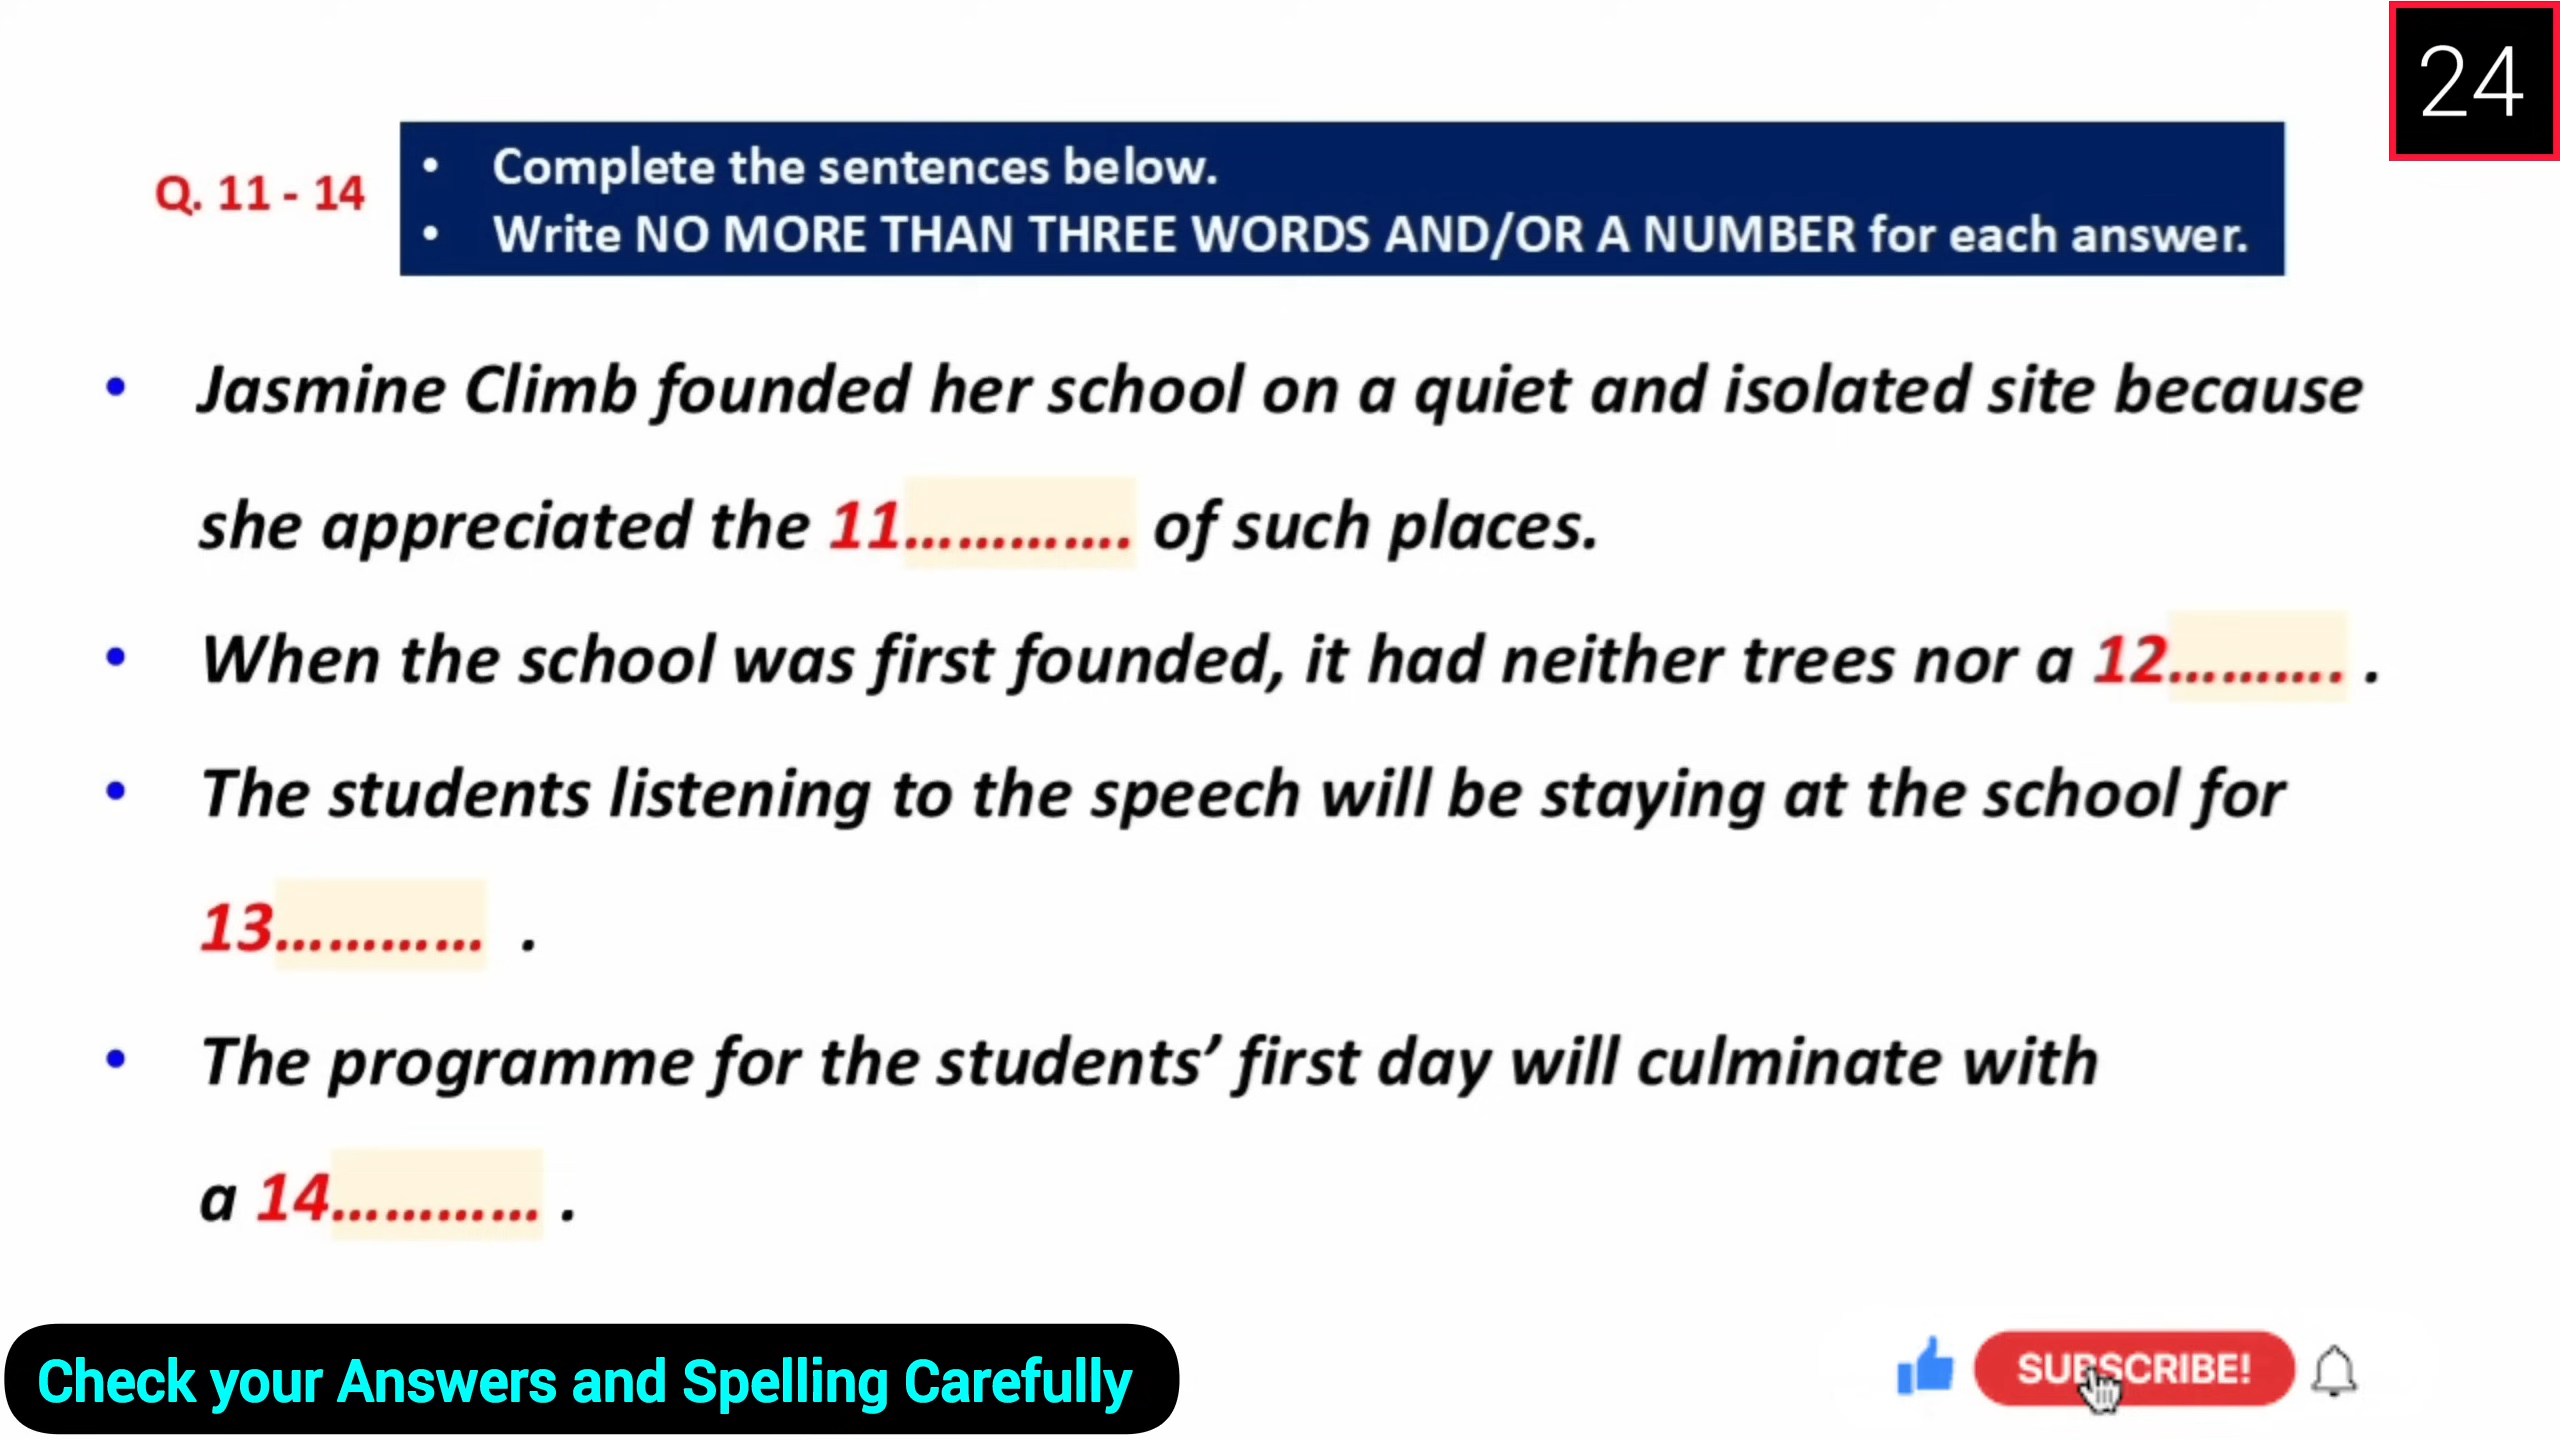 24
Q. 11 - 14
• Complete the sentences below.
• Write NO MORE THAN THREE WORDS AND/OR A NUMBER for each answer.
• Jasmine Climb founded her school on a quiet and isolated site because
she appreciated the 11............. of such places.
• When the school was first founded, it had neither trees nor a 12.......... .
• The students listening to the speech will be staying at the school for
13............ .
• The programme for the students’ first day will culminate with
a 14............ .
Check your Answers and Spelling Carefully
SUBSCRIBE!